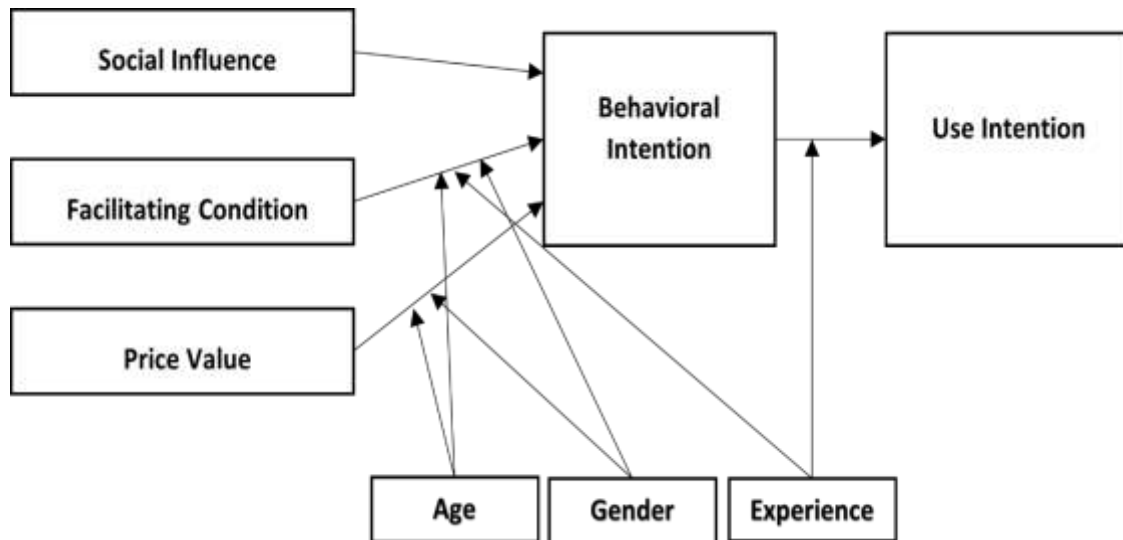 Social Influence
Behavioral
Intention
Use Intention
Facilitating Condition
Price Value
Age
Gender
Experience